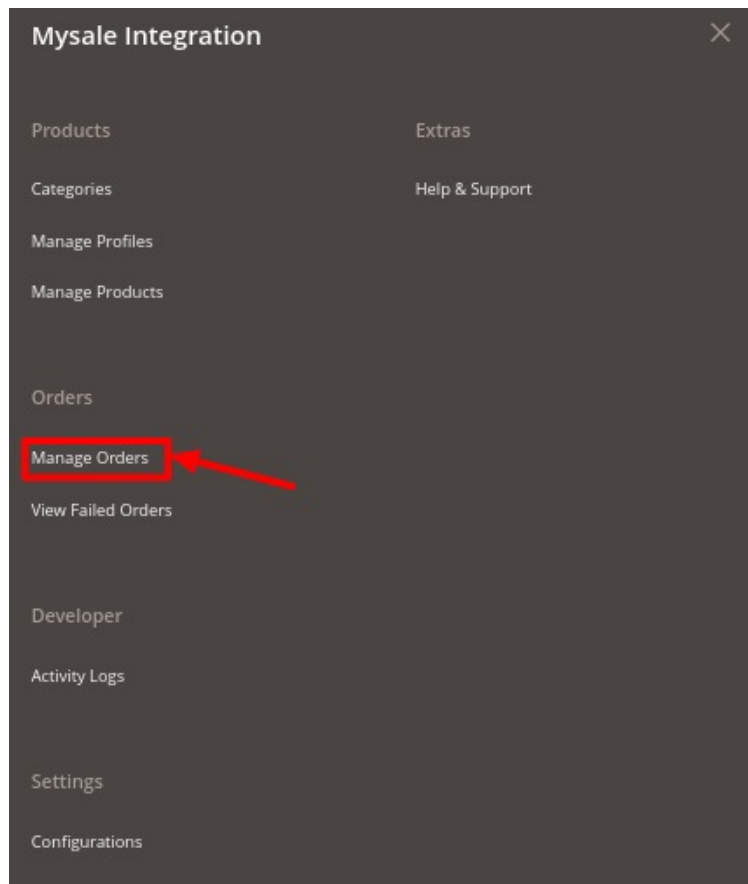 Mysale Integration
Products
Categories
Manage Profiles
Manage Products
Orders
Manage Orders
View Failed Orders
Developer
Activity Logs
Settings
Configurations
Extras
Help & Support